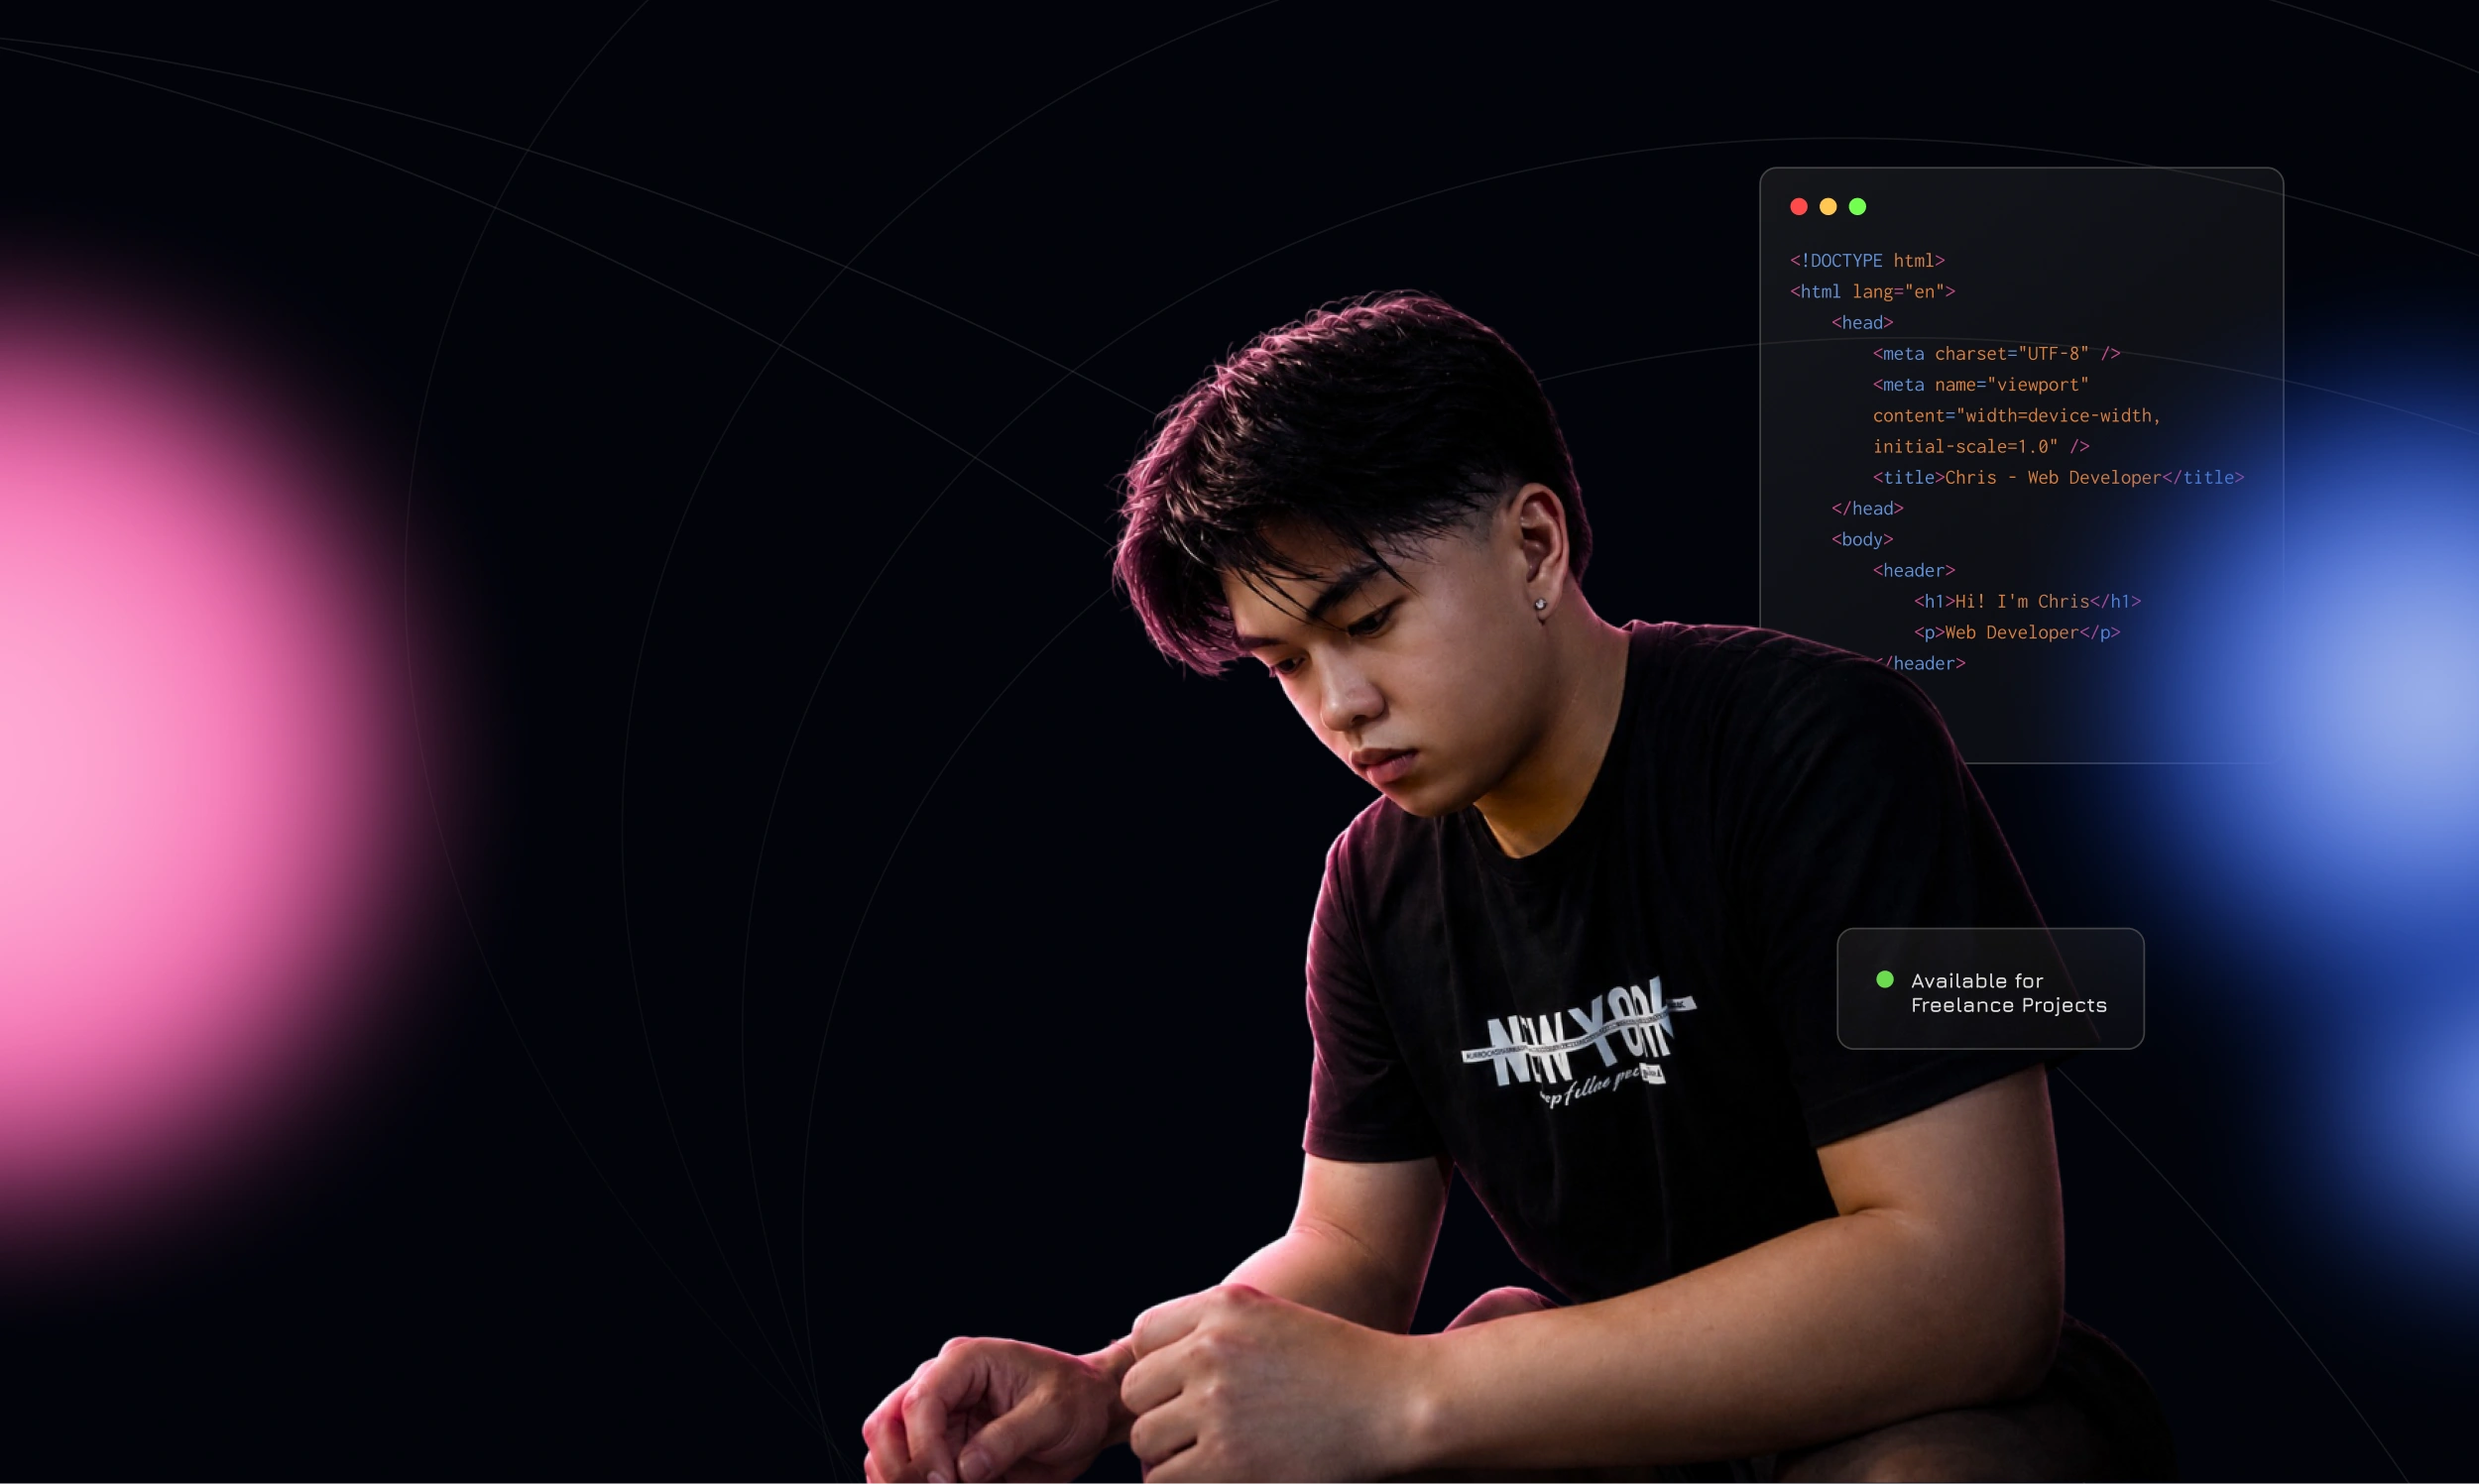 <!DOCTYPE html>
<html lang="en">
<head>
<meta charset="UTF-8" />
<meta name="viewport"
content="width=device-width,
initial-scale=1.0" />
<title>Chris - Web Developer</title>
</head>
<body>
<header>
<h1>Hi! I'm Chris</h1>
<p>Web Developer</p>
</header>
Available for
Freelance Projects
NEW YORK